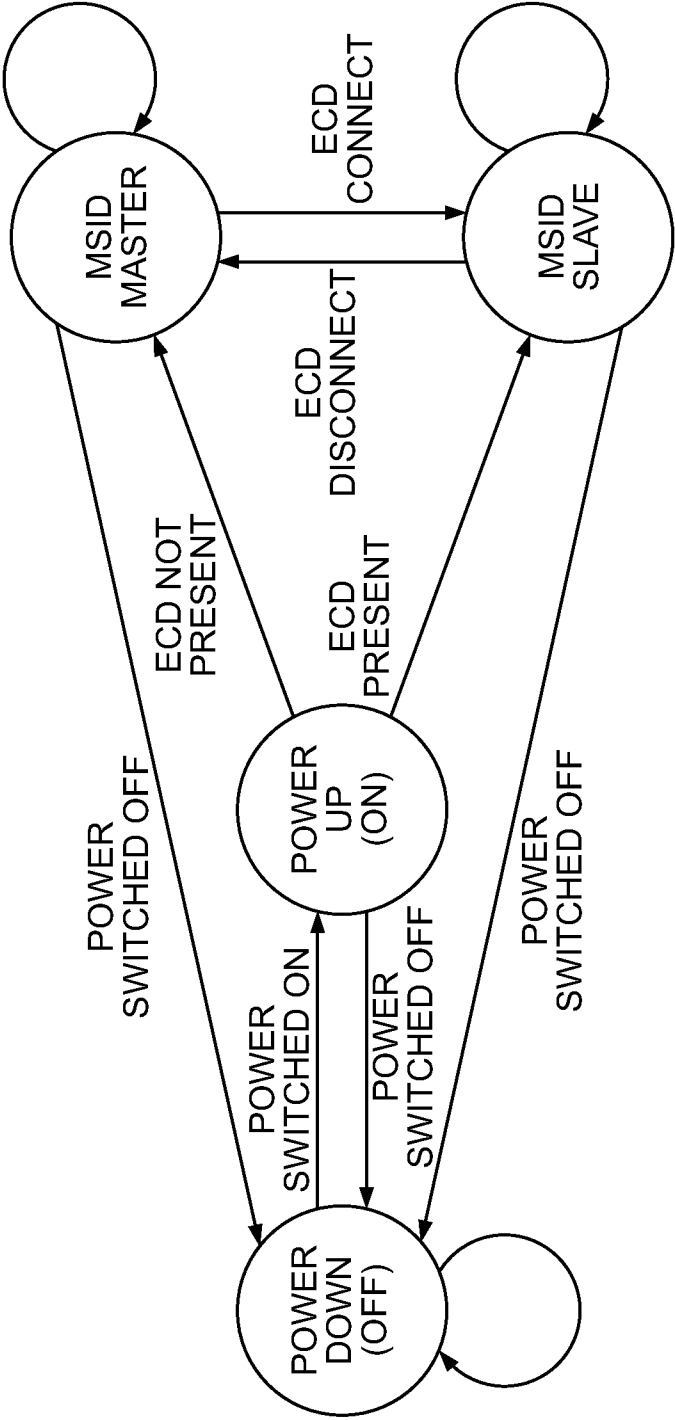 POWER
DOWN
(OFF)
POWER
SWITCHED OFF
POWER
SWITCHED ON
POWER
SWITCHED OFF
POWER
SWITCHED OFF
POWER
UP
(ON)
ECD NOT
PRESENT
ECD
PRESENT
MSID
MASTER
ECD
DISCONNECT
ECD
CONNECT
MSID
SLAVE